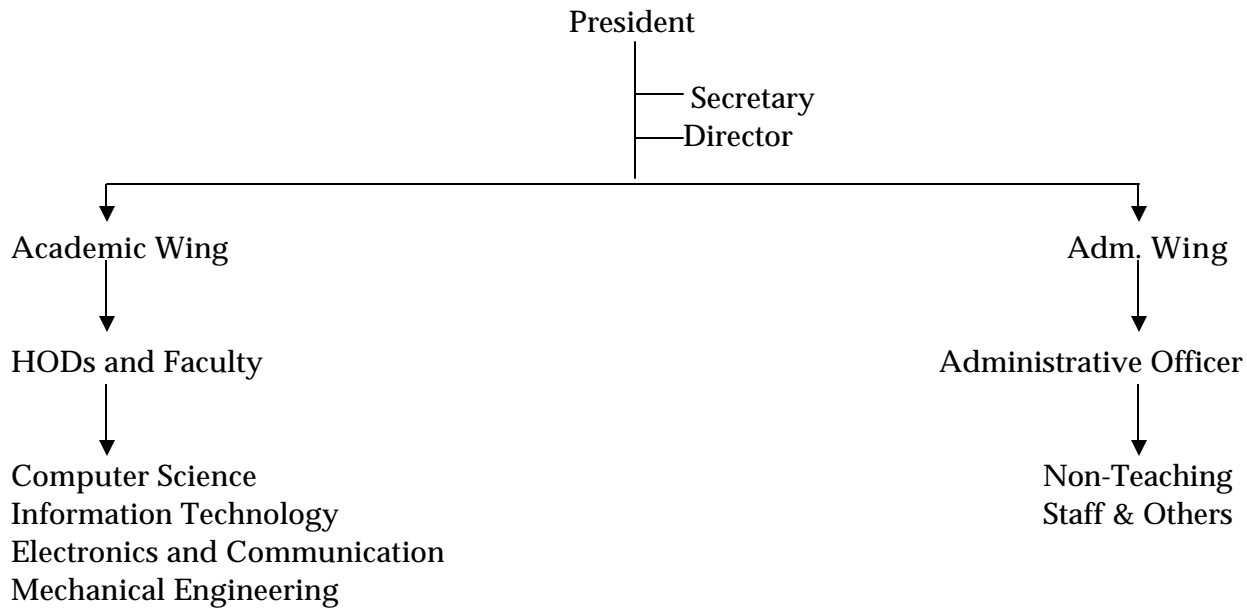 President
Secretary
Director
Academic Wing
Adm. Wing
HODs and Faculty
Administrative Officer
Computer Science
Information Technology
Electronics and Communication
Mechanical Engineering
Non-Teaching
Staff & Others